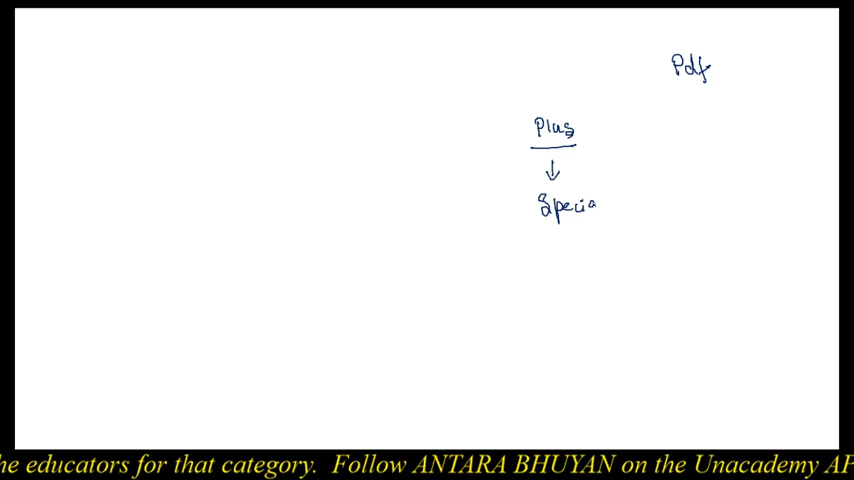 Pdf
Plus
Specia
he educators for that category. Follow ANTARA BHUYAN on the Unacademy AP